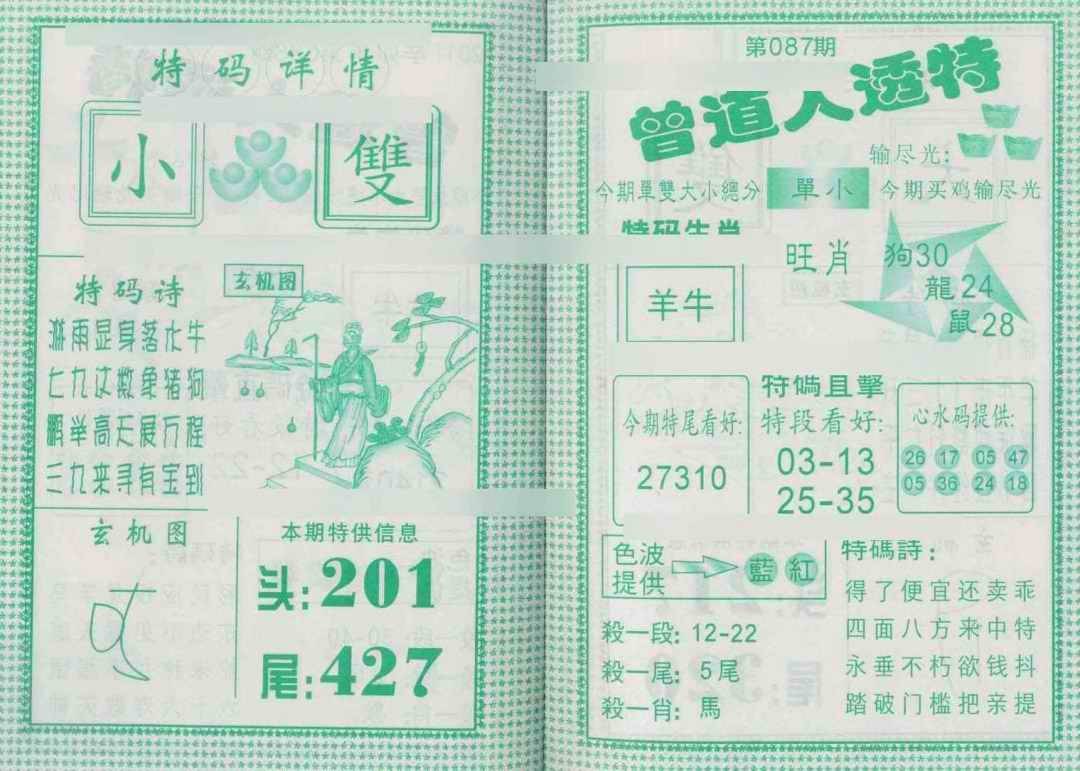 特码详情
小 雙
特码诗
玄机图
淋雨显身落水牛
七九这数象猪狗
鹏举高天展万程
三九来寻有宝到
玄机图
本期特供信息
头:201
尾:427
第087期
曾道人透特
输尽光:
今期單雙大小總分 單小 今期买鸡输尽光
特码生肖
羊牛
旺肖
狗30
龍24
鼠28
今期特尾看好:
27310
特碼直擊
特段看好:
03-13
25-35
心水码提供:
26 17 05 47
05 36 24 18
色波
提供
藍 紅
殺一段: 12-22
殺一尾: 5尾
殺一肖: 馬
特碼詩:
得了便宜还卖乖
四面八方来中特
永垂不朽欲钱抖
踏破门槛把亲提